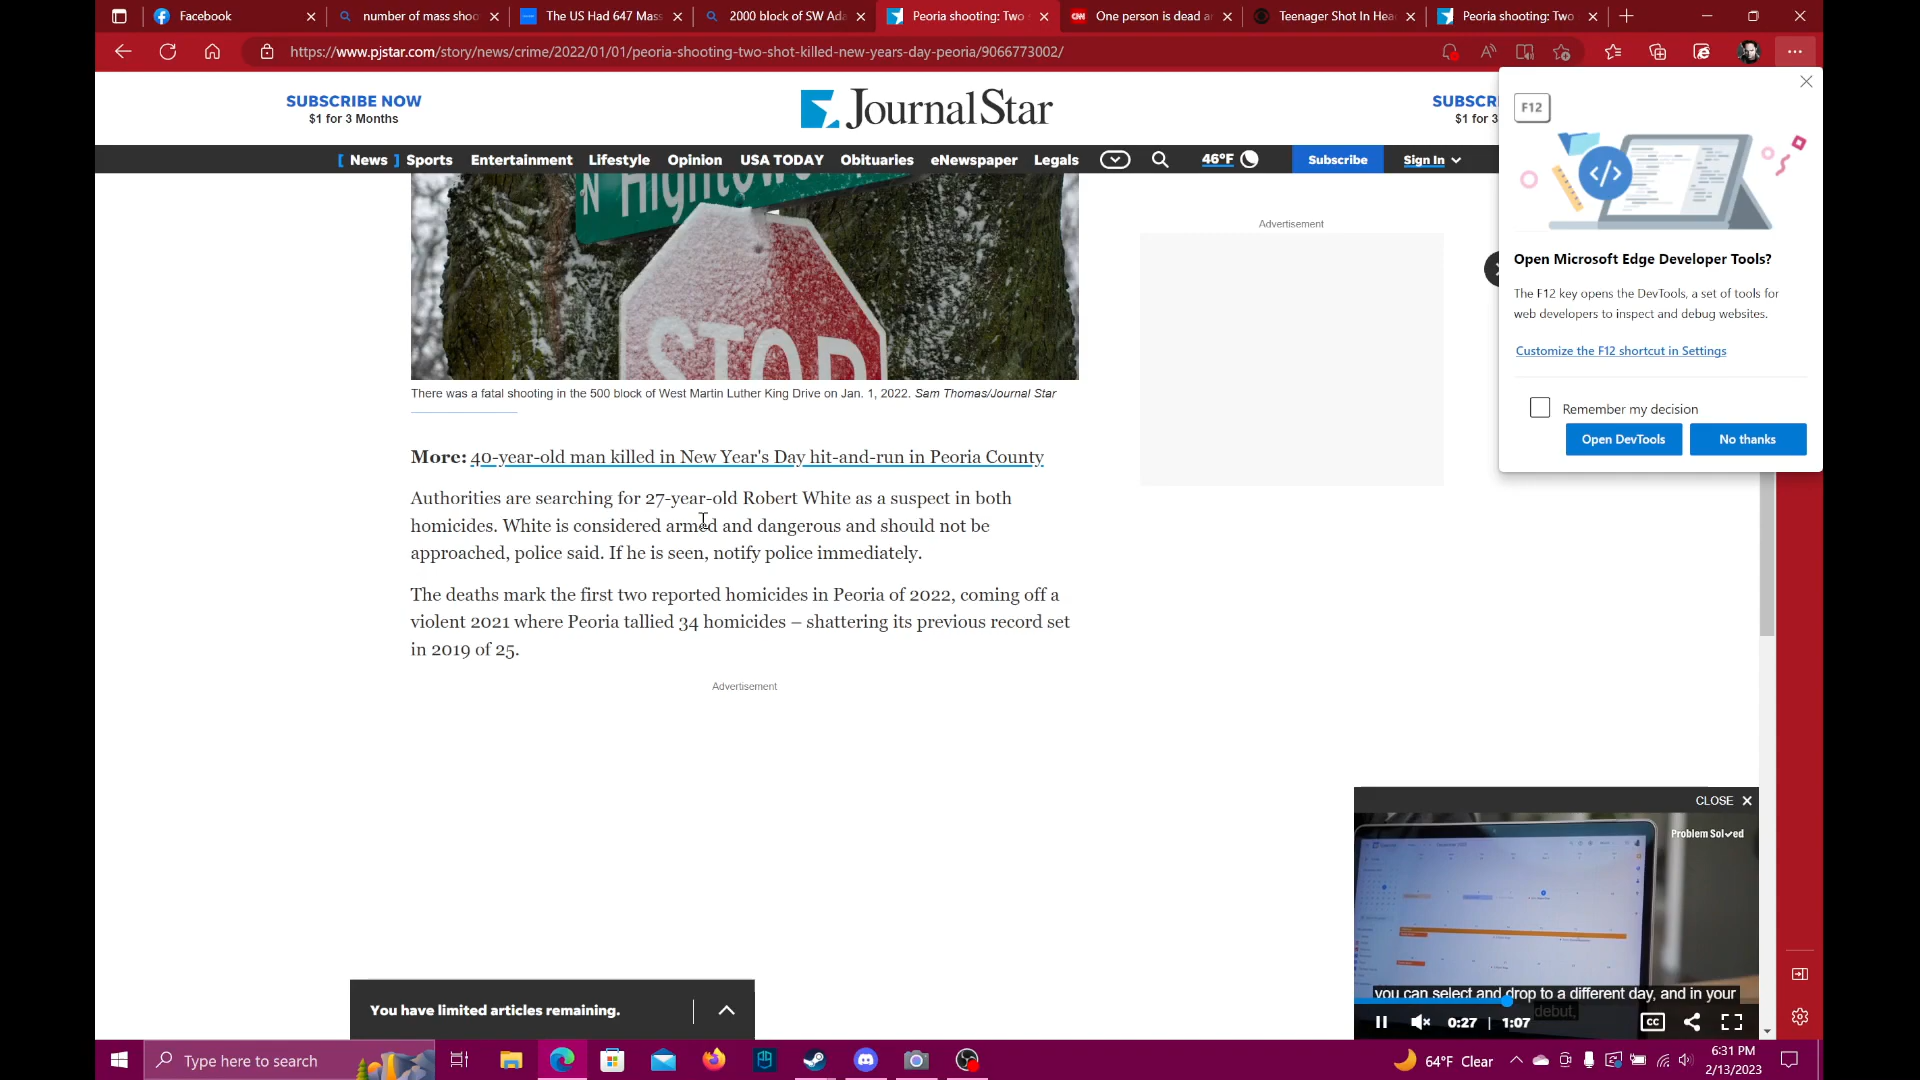 Facebook
number of mass shoo
The US Had 647 Mass
2000 block of SW Ada
Peoria shooting: Two
CNN
One person is dead a
Teenager Shot In Hea
Peoria shooting: Two
https://www.pjstar.com/story/news/crime/2022/01/01/peoria-shooting-two-shot-killed-new-years-day-peoria/9066773002/
SUBSCRIBE NOW
$1 for 3 Months
JournalStar
SUBSCR
$1 for 3
[ News ] Sports Entertainment Lifestyle Opinion USA TODAY Obituaries eNewspaper Legals
46°F
Subscribe
Sign In
F12
Open Microsoft Edge Developer Tools?
The F12 key opens the DevTools, a set of tools for
web developers to inspect and debug websites.
Customize the F12 shortcut in Settings
Remember my decision
Open DevTools
No thanks
N Hightow
STOP
There was a fatal shooting in the 500 block of West Martin Luther King Drive on Jan. 1, 2022. Sam Thomas/Journal Star
Advertisement
More: 40-year-old man killed in New Year's Day hit-and-run in Peoria County
Authorities are searching for 27-year-old Robert White as a suspect in both
homicides. White is considered armed and dangerous and should not be
approached, police said. If he is seen, notify police immediately.
The deaths mark the first two reported homicides in Peoria of 2022, coming off a
violent 2021 where Peoria tallied 34 homicides – shattering its previous record set
in 2019 of 25.
Advertisement
CLOSE
Problem Solved
you can select and drop to a different day, and in your
debut,
0:27 | 1:07
CC
You have limited articles remaining.
Type here to search
64°F Clear
6:31 PM
2/13/2023